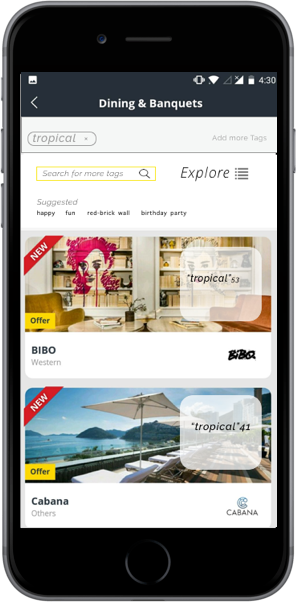 4:30
Dining & Banquets
tropical ×
Add more Tags
Search for more tags
Explore
Suggested
happy fun red-brick wall birthday party
NEW
"tropical"53
Offer
BIBO
Western
BIBO.
NEW
"tropical"41
Offer
Cabana
Others
CABANA